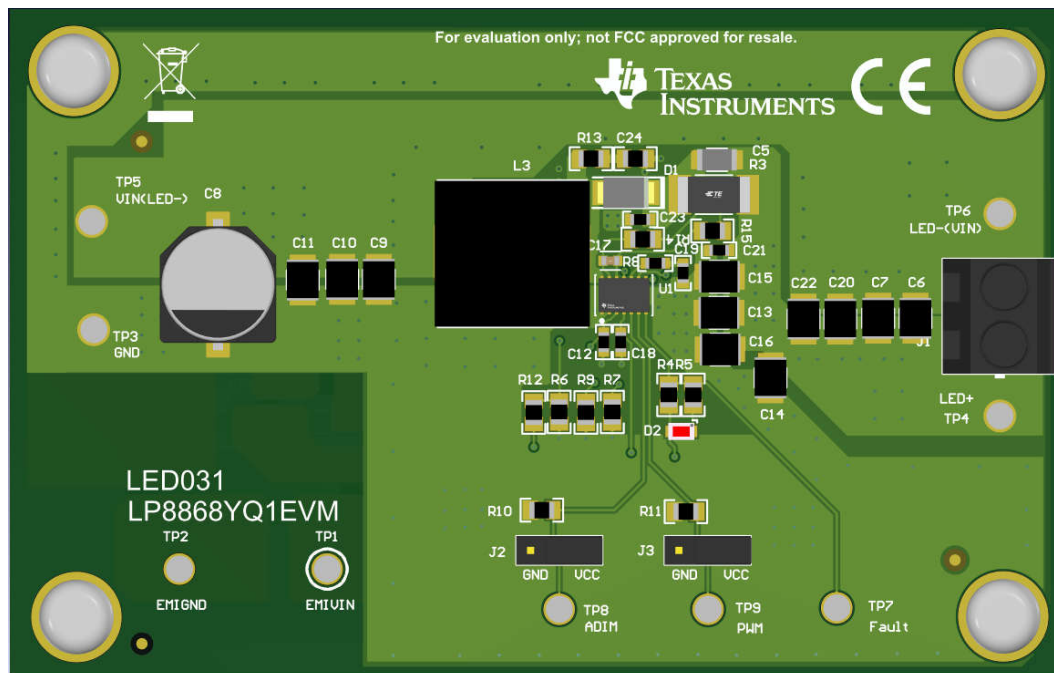 For evaluation only; not FCC approved for resale.
TEXAS
INSTRUMENTS
CE
R13
C24
C5
L3
R3
D1
TP5
VIN(LED-)
C8
TP6
LED-(VIN)
C23
R15
R14
C17
C19
C21
C11
C10
C9
R8
C15
U1
TE
C22
C20
C7
C6
C13
TP3
GND
C12
C18
C16
J1
R12
R6
R9
R7
R4
R5
LED+
TP4
C14
D2
LED031
LP8868YQ1EVM
R10
R11
TP2
TP1
J2
J3
GND
VCC
GND
VCC
EMIGND
EMIVIN
TP8
ADIM
TP9
PWM
TP7
Fault